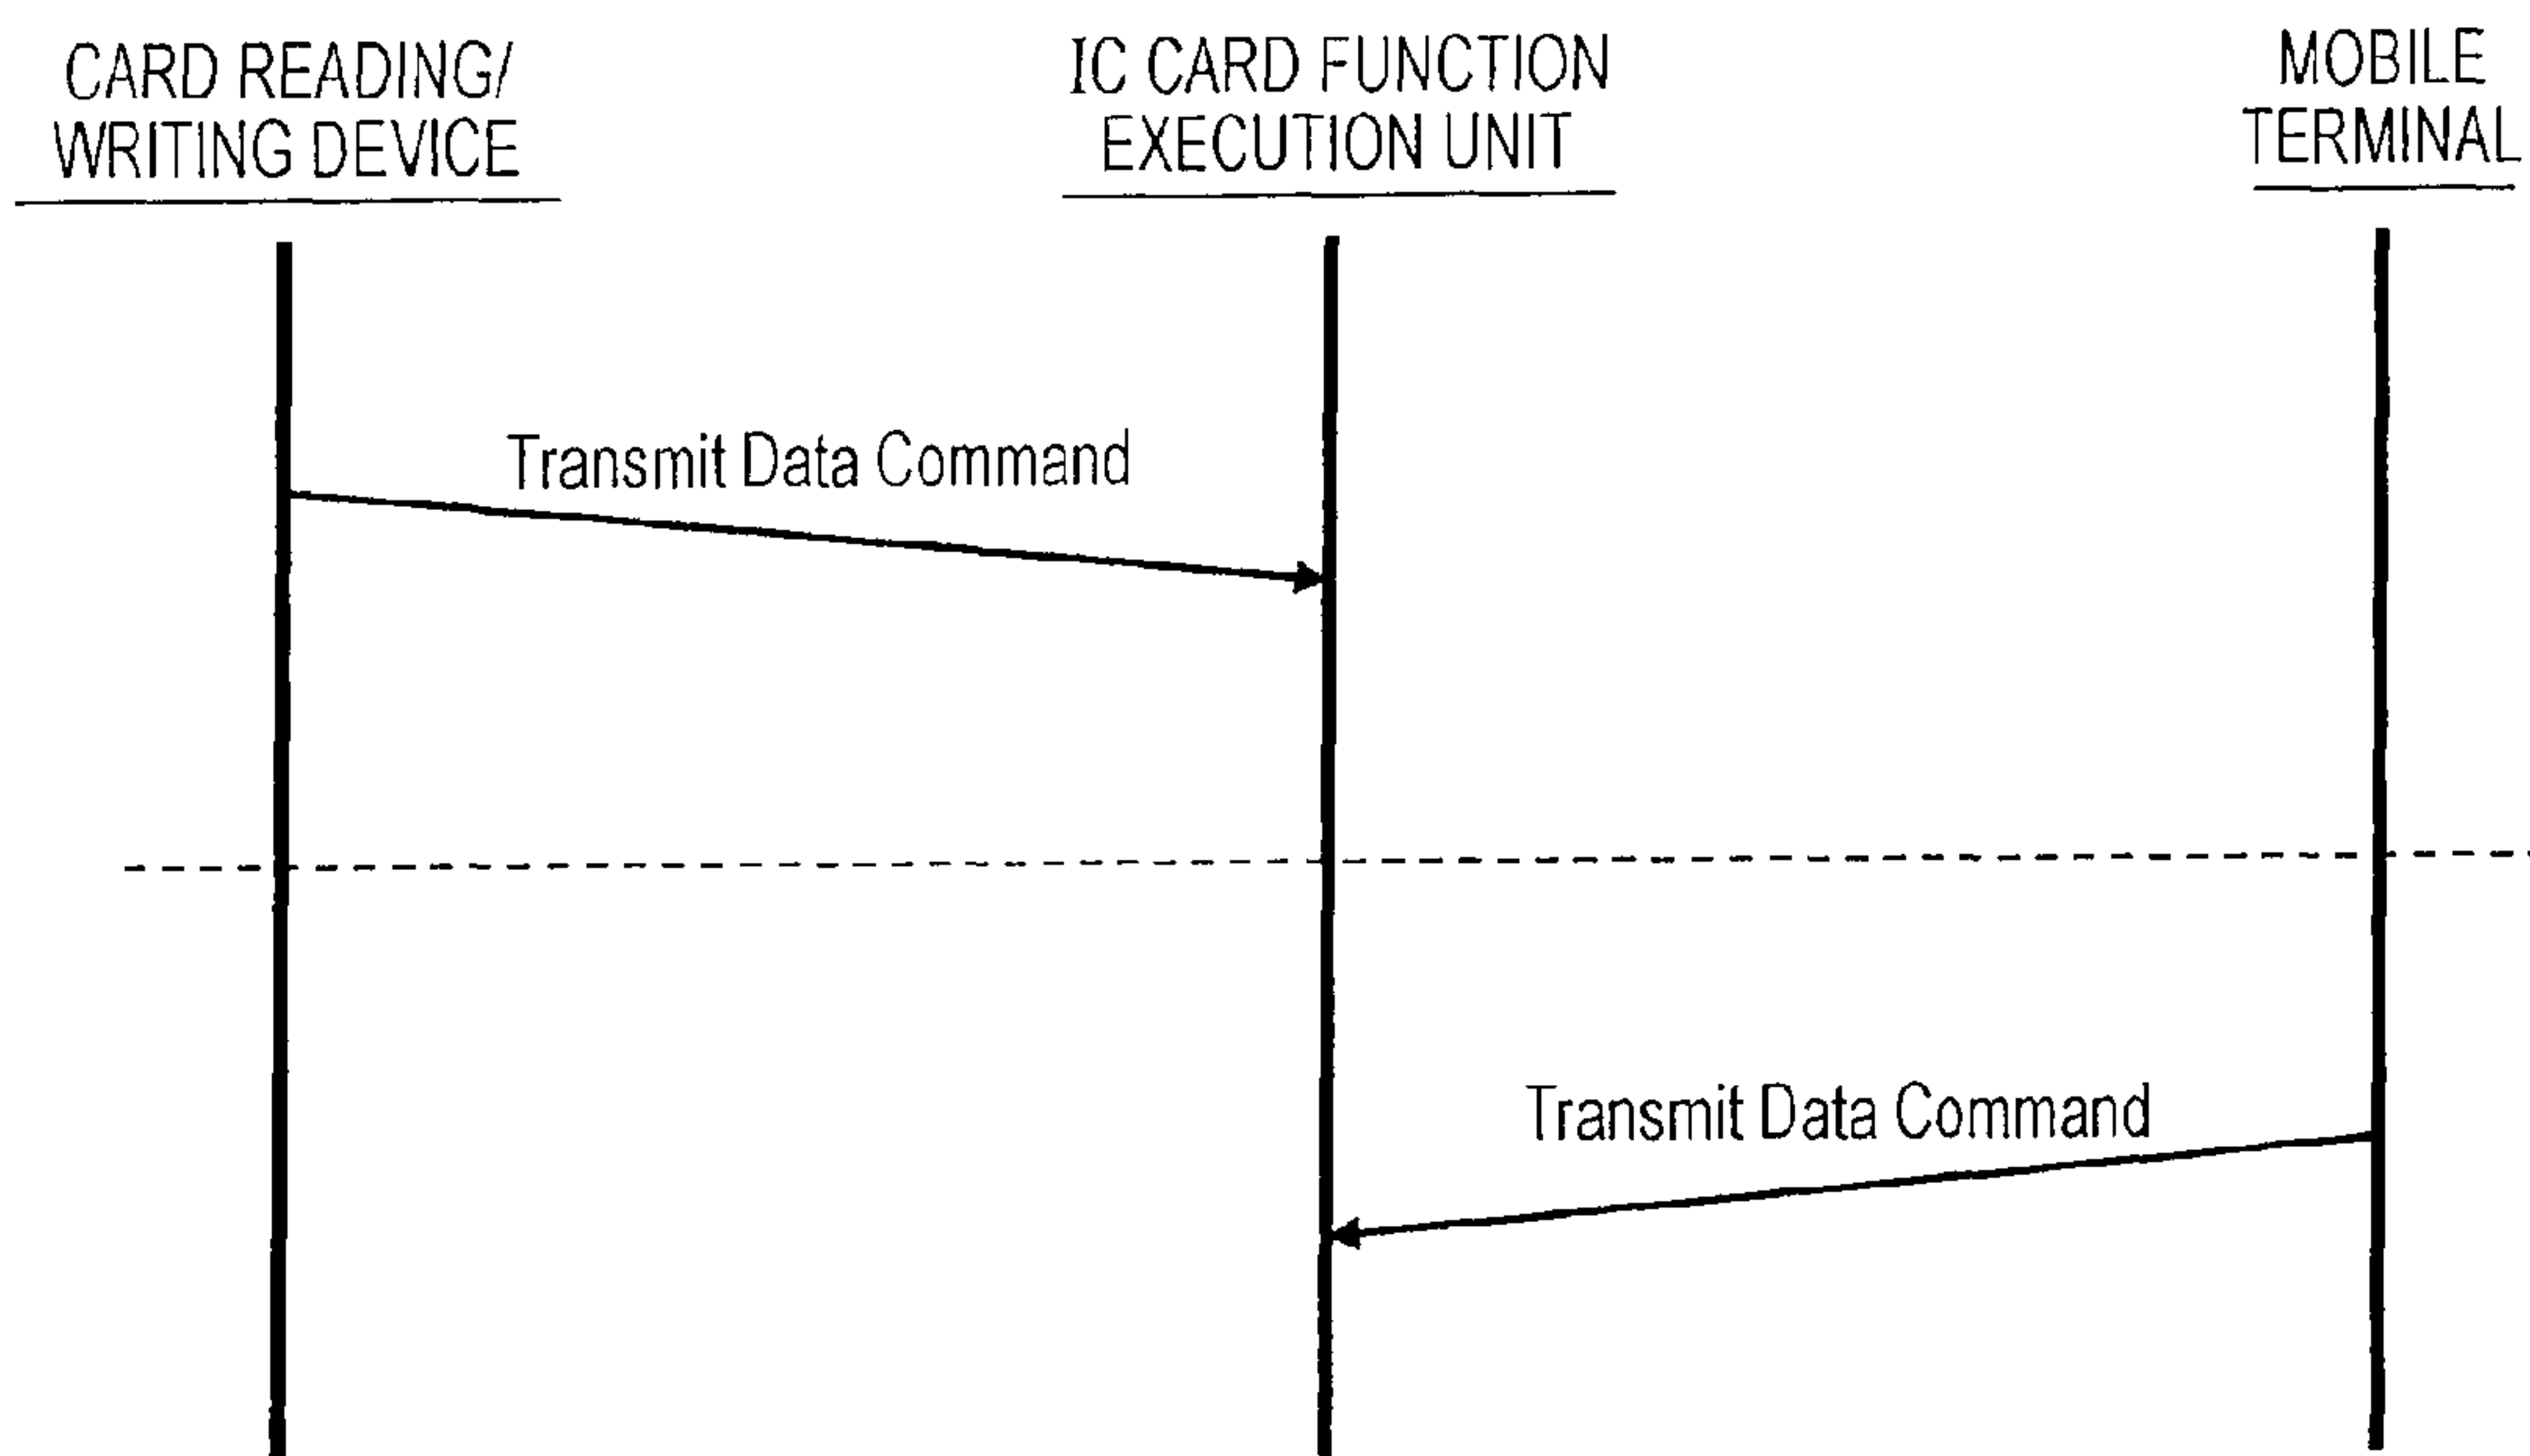 CARD READING/
WRITING DEVICE
IC CARD FUNCTION
EXECUTION UNIT
MOBILE
TERMINAL
Transmit Data Command
Transmit Data Command